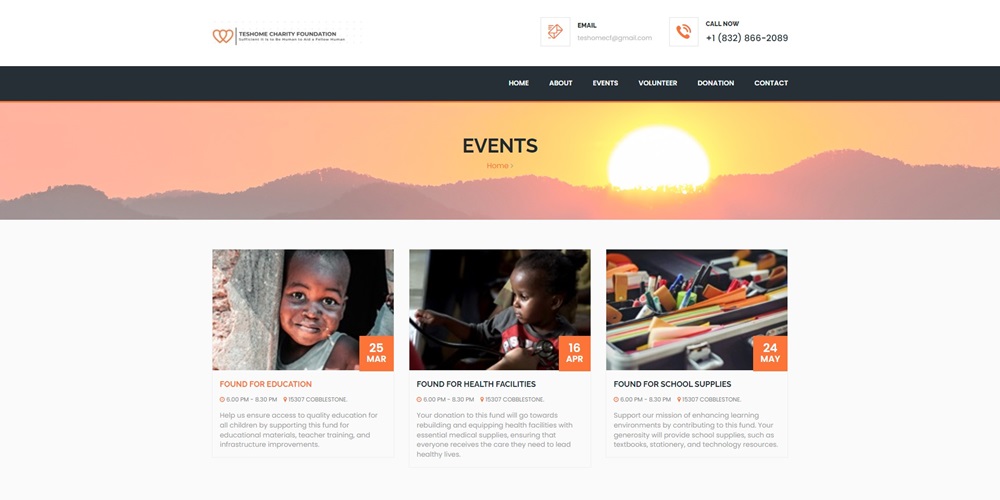 TESHOME CHARITY FOUNDATION
Sufficient It Is to Be Human to Aid a Fellow Human
EMAIL
teshomecf@gmail.com
CALL NOW
+1 (832) 866-2089
HOME
ABOUT
EVENTS
VOLUNTEER
DONATION
CONTACT
EVENTS
Home ›
25
MAR
FOUND FOR EDUCATION
6.00 PM - 8.30 PM 15307 COBBLESTONE.
Help us ensure access to quality education for
all children by supporting this fund for
educational materials, teacher training, and
infrastructure improvements.
16
APR
FOUND FOR HEALTH FACILITIES
6.00 PM - 8.30 PM 15307 COBBLESTONE.
Your donation to this fund will go towards
rebuilding and equipping health facilities with
essential medical supplies, ensuring that
everyone receives the care they need to lead
healthy lives.
24
MAY
FOUND FOR SCHOOL SUPPLIES
6.00 PM - 8.30 PM 15307 COBBLESTONE.
Support our mission of enhancing learning
environments by contributing to this fund. Your
generosity will provide school supplies, such as
textbooks, stationery, and technology resources.